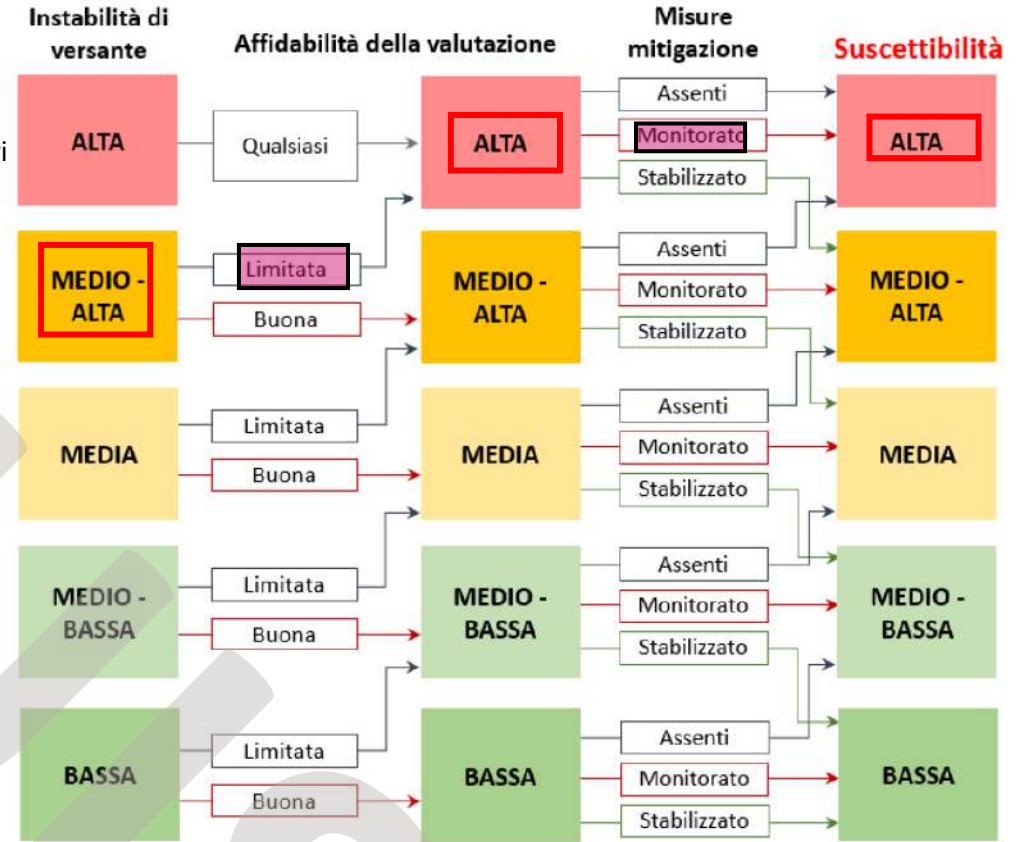 Instabilità di
versante
Affidabilità della valutazione
Misure
mitigazione
Suscettibilità
i
ALTA
Qualsiasi
ALTA
Assenti
Monitorato
Stabilizzato
ALTA
MEDIO -
ALTA
Limitata
Buona
MEDIO -
ALTA
Assenti
Monitorato
Stabilizzato
MEDIO -
ALTA
MEDIA
Limitata
Buona
MEDIA
Assenti
Monitorato
Stabilizzato
MEDIA
MEDIO -
BASSA
Limitata
Buona
MEDIO -
BASSA
Assenti
Monitorato
Stabilizzato
MEDIO -
BASSA
BASSA
Limitata
Buona
BASSA
Assenti
Monitorato
Stabilizzato
BASSA